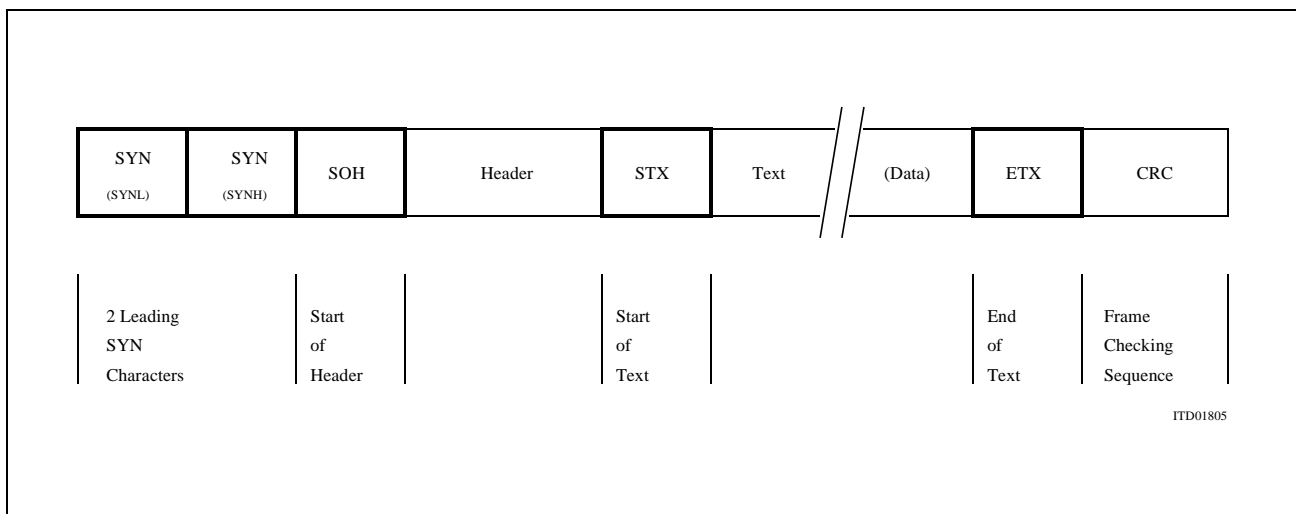 SYN SYN SOH Header STX Text (Data) ETX CRC
(SYNL) (SYNH)
2 Leading Start Start End Frame
SYN of of of Checking
Characters Header Text Text Sequence
ITD01805